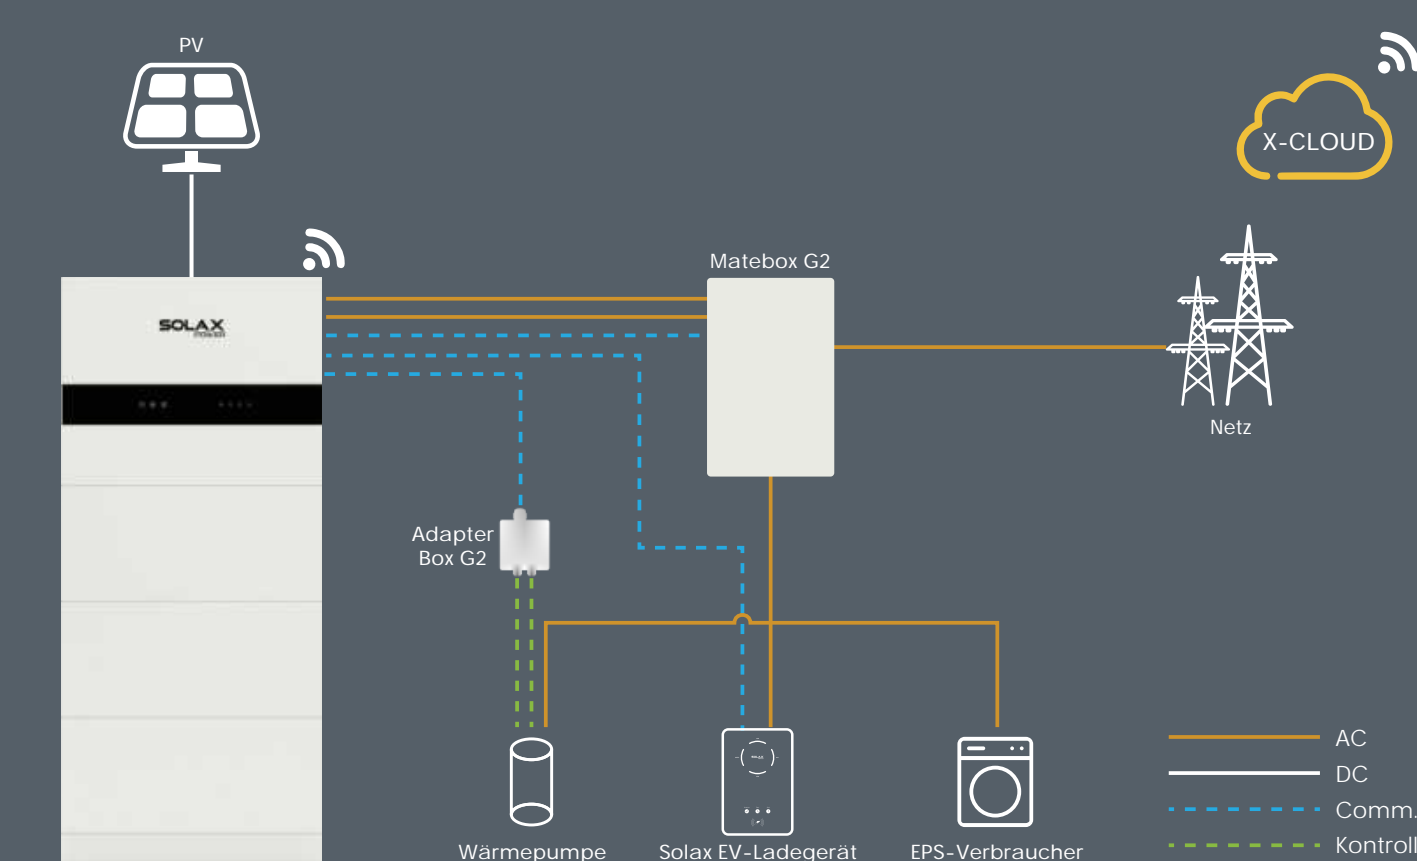 PV
X-CLOUD
SOLAX
POWER
Matebox G2
Netz
Adapter
Box G2
AC
DC
Comm.
Kontroll
Wärmepumpe
Solax EV-Ladegerät
EPS-Verbraucher